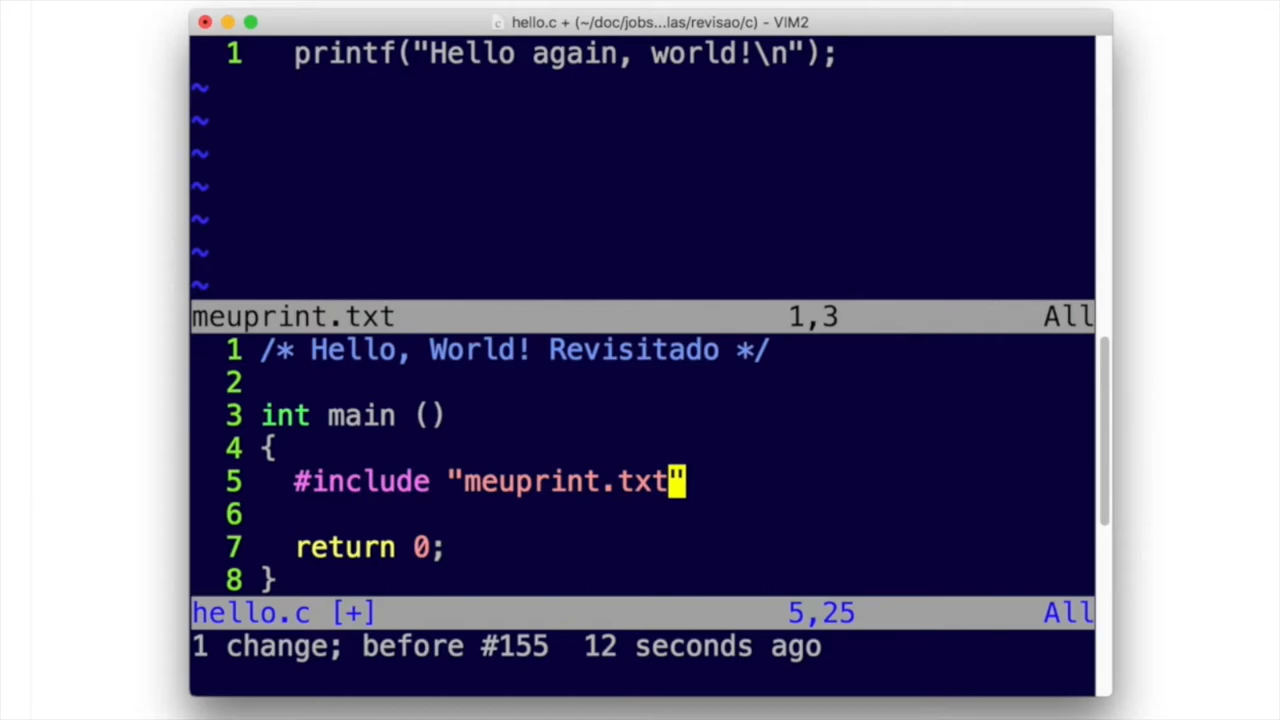 hello.c + (~/doc/jobs...las/revisao/c) - VIM2
1 printf("Hello again, world!\n");
~
~
~
~
~
~
~
meuprint.txt 1,3 All
1 /* Hello, World! Revisitado */
2
3 int main ()
4 {
5 #include "meuprint.txt"
6
7 return 0;
8 }
hello.c [+] 5,25 All
1 change; before #155 12 seconds ago